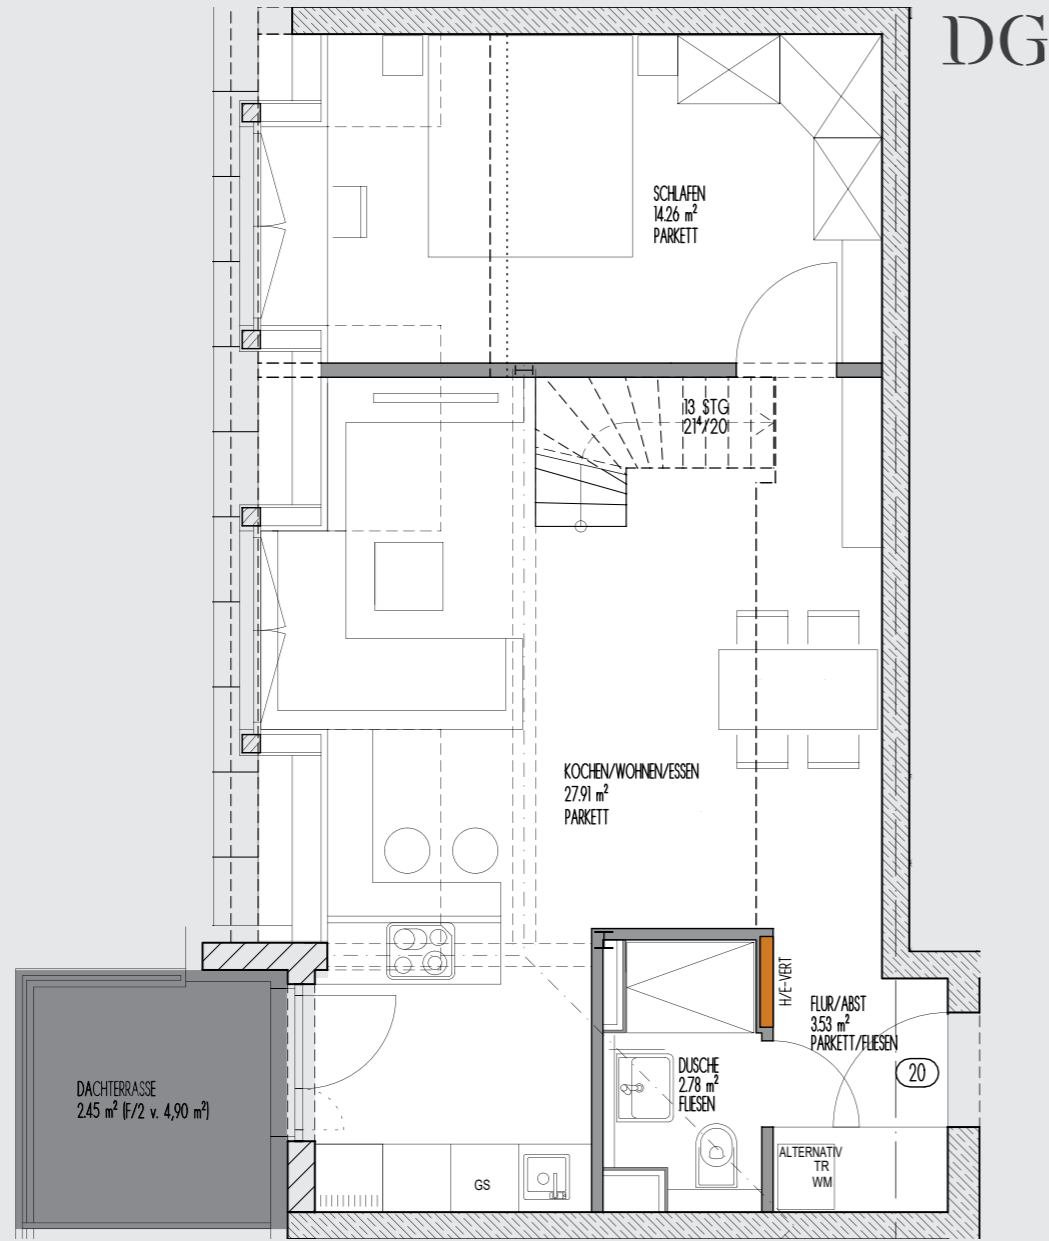 DG
SCHLAFEN
14.26 m²
PARKETT
13 STG
21⁴/20
KOCHEN/WOHNEN/ESSEN
27.91 m²
PARKETT
H/E-VERT
FLUR/ABST
3.53 m²
PARKETT/FLIESEN
20
DUSCHE
2.78 m²
FLIESEN
DACHTERRASSE
2.45 m² (F/2 v. 4,90 m²)
ALTERNATIV
TR
WM
GS